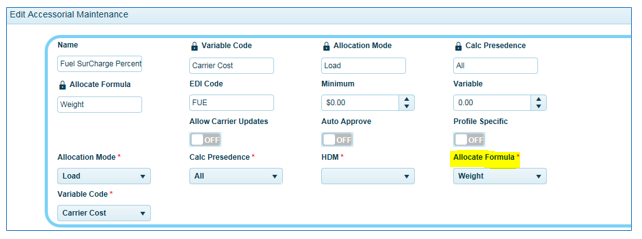 Edit Accessorial Maintenance
Name
Variable Code
Allocation Mode
Calc Presedence
Fuel SurCharge Percent
Carrier Cost
Load
All
Allocate Formula
EDI Code
Minimum
Variable
Weight
FUE
$0.00
0.00
Allow Carrier Updates
Auto Approve
Profile Specific
OFF
OFF
OFF
Allocation Mode *
Calc Presedence *
HDM *
Allocate Formula *
Load
All
Weight
Variable Code *
Carrier Cost